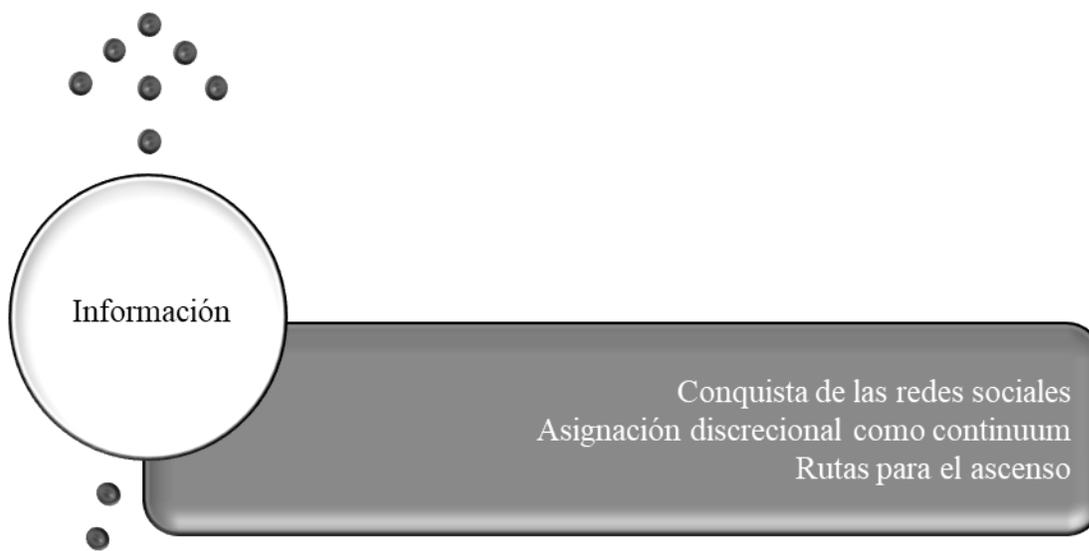 Información
Conquista de las redes sociales
Asignación discrecional como continuum
Rutas para el ascenso